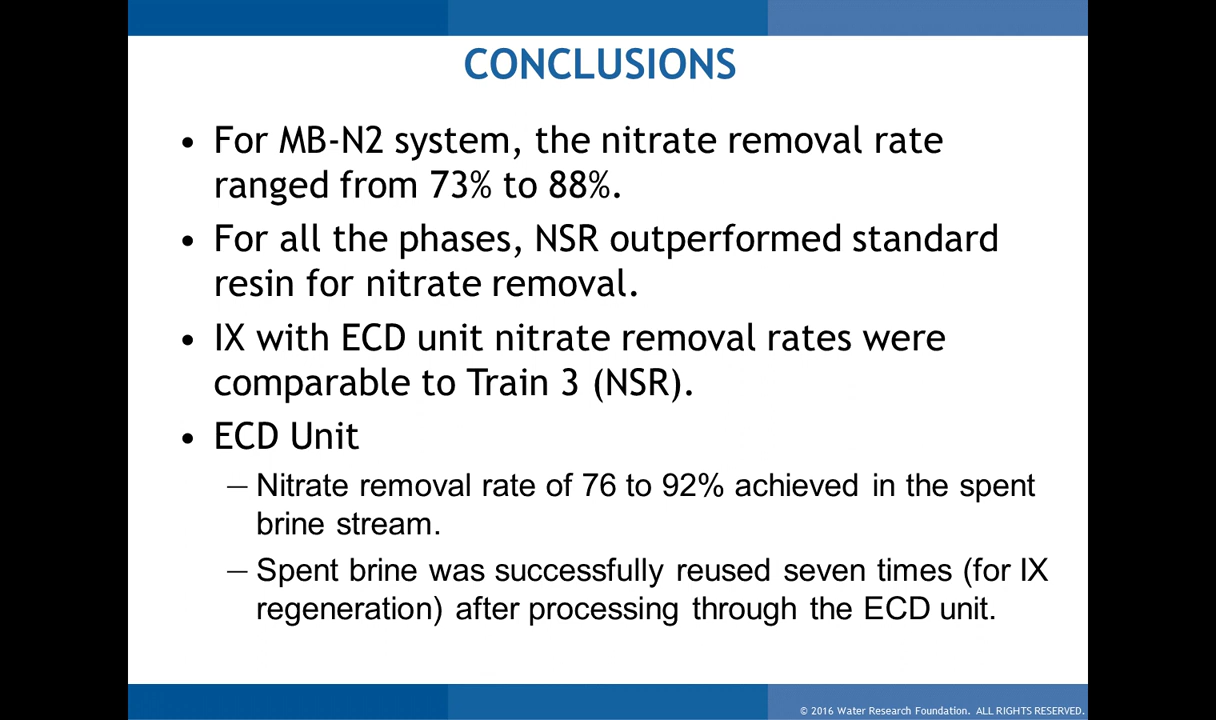 CONCLUSIONS
• For MB-N2 system, the nitrate removal rate
ranged from 73% to 88%.
• For all the phases, NSR outperformed standard
resin for nitrate removal.
• IX with ECD unit nitrate removal rates were
comparable to Train 3 (NSR).
• ECD Unit
– Nitrate removal rate of 76 to 92% achieved in the spent
brine stream.
– Spent brine was successfully reused seven times (for IX
regeneration) after processing through the ECD unit.
© 2016 Water Research Foundation. ALL RIGHTS RESERVED.